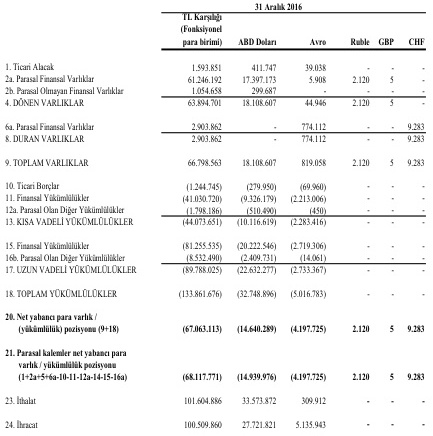 31 Aralık 2016
TL Karşılığı
(Fonksiyonel
para birimi) ABD Doları Avro Ruble GBP CHF
1. Ticari Alacak 1.593.851 411.747 39.038 - - -
2a. Parasal Finansal Varlıklar 61.246.192 17.397.173 5.908 2.120 5 -
2b. Parasal Olmayan Finansal Varlıklar 1.054.658 299.687 - - - -
4. DÖNEN VARLIKLAR 63.894.701 18.108.607 44.946 2.120 5 -
6a. Parasal Finansal Varlıklar 2.903.862 - 774.112 - - 9.283
8. DURAN VARLIKLAR 2.903.862 - 774.112 - - 9.283
9. TOPLAM VARLIKLAR 66.798.563 18.108.607 819.058 2.120 5 9.283
10. Ticari Borçlar (1.244.745) (279.950) (69.960) - - -
11. Finansal Yükümlülükler (41.030.720) (9.326.179) (2.213.006) - - -
12a. Parasal Olan Diğer Yükümlülükler (1.798.186) (510.490) (450) - - -
13. KISA VADELİ YÜKÜMLÜLÜKLER (44.073.651) (10.116.619) (2.283.416) - - -
15. Finansal Yükümlülükler (81.255.535) (20.222.546) (2.719.306) - - -
16b. Parasal Olan Diğer Yükümlülükler (8.532.490) (2.409.731) (14.061) - - -
17. UZUN VADELİ YÜKÜMLÜLÜKLER (89.788.025) (22.632.277) (2.733.367) - - -
18. TOPLAM YÜKÜMLÜLÜKLER (133.861.676) (32.748.896) (5.016.783) - - -
20. Net yabancı para varlık /
(yükümlülük) pozisyonu (9+18) (67.063.113) (14.640.289) (4.197.725) 2.120 5 9.283
21. Parasal kalemler net yabancı para
varlık / yükümlülük pozisyonu
(1+2a+5+6a-10-11-12a-14-15-16a) (68.117.771) (14.939.976) (4.197.725) 2.120 5 9.283
23. İthalat 101.604.886 33.573.872 309.912 - - -
24. İhracat 100.509.860 27.721.821 5.135.943 - - -